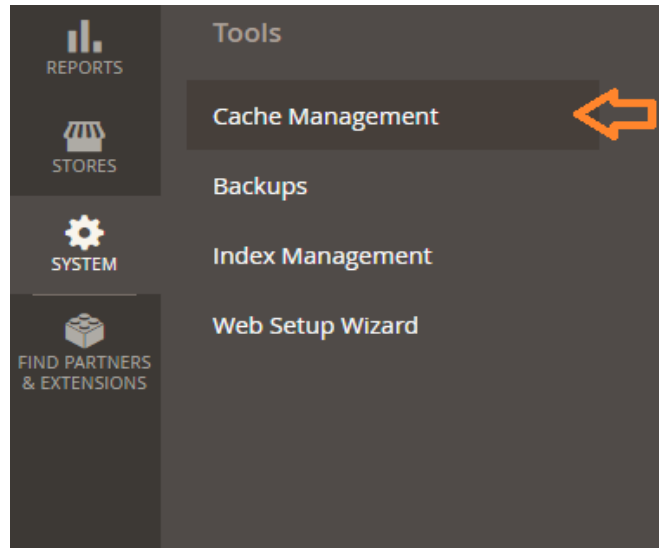 REPORTS
STORES
SYSTEM
FIND PARTNERS
& EXTENSIONS
Tools
Cache Management
Backups
Index Management
Web Setup Wizard